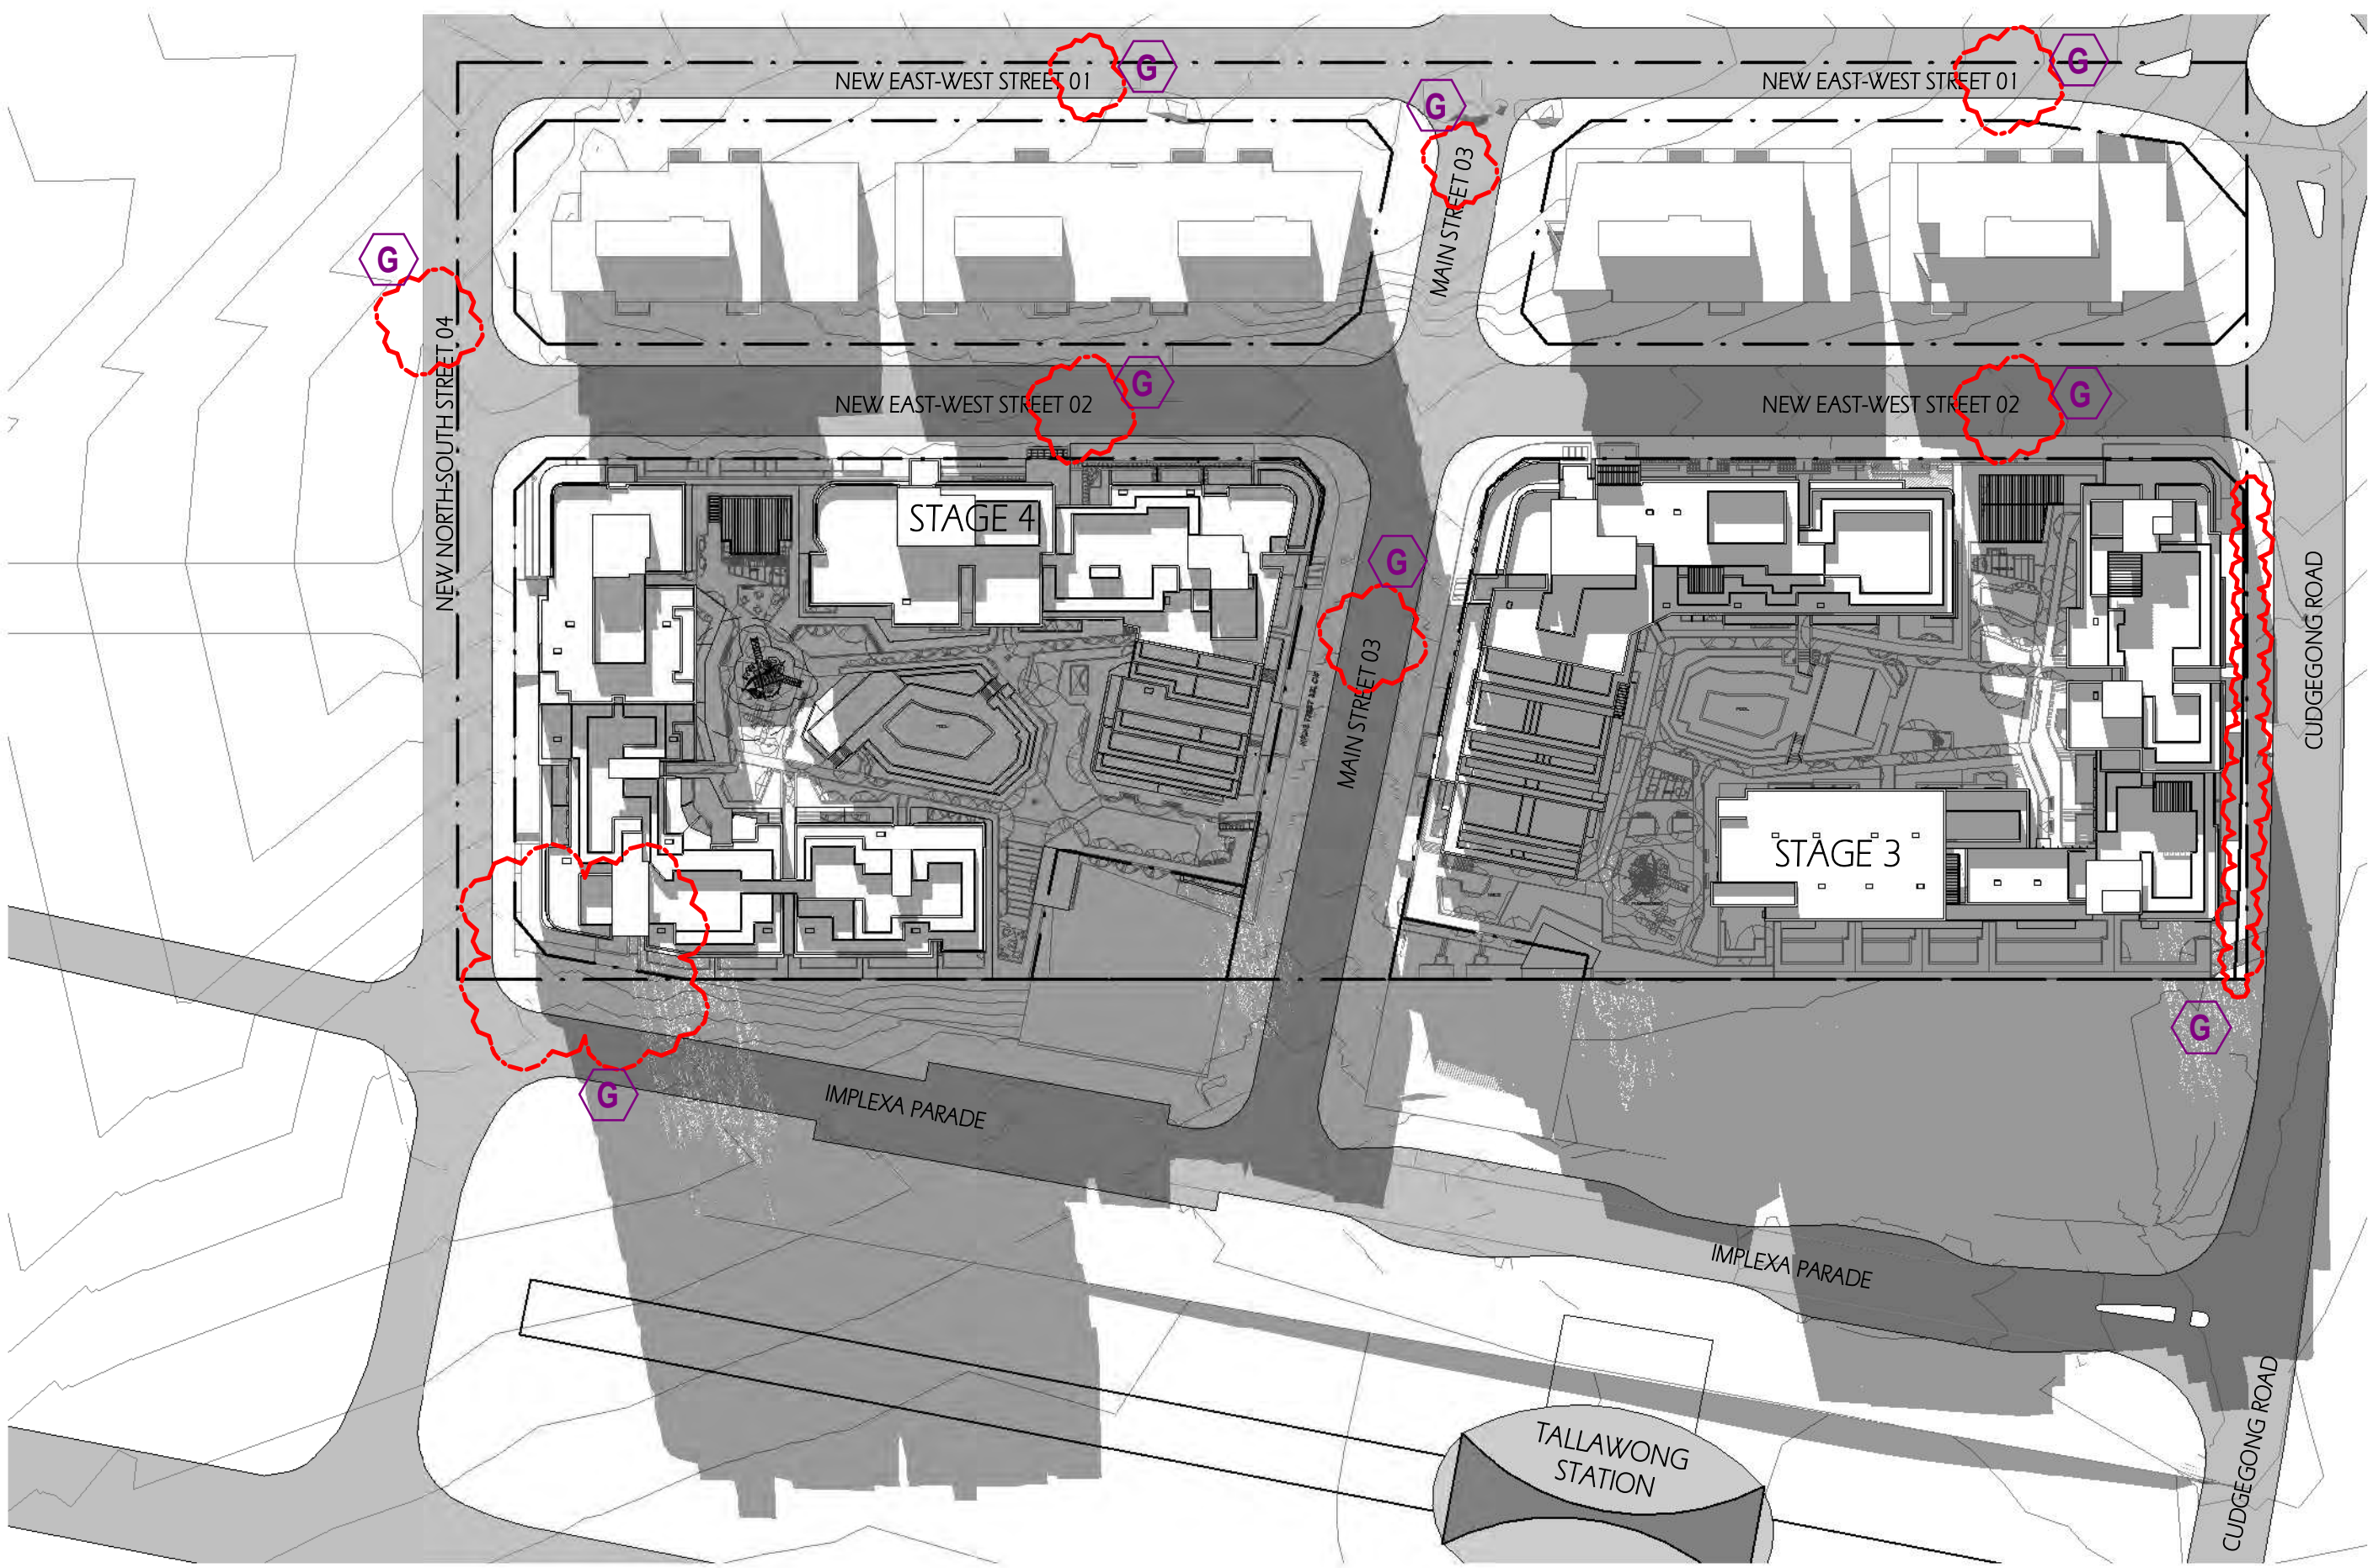 G
G
NEW EAST-WEST STREET 01
NEW EAST-WEST STREET 01
G
MAIN STREET 03
G
NEW NORTH-SOUTH STREET 04
G
G
NEW EAST-WEST STREET 02
NEW EAST-WEST STREET 02
STAGE 4
G
MAIN STREET 03
CUDGEGONG ROAD
STAGE 3
G
G
IMPLEXA PARADE
IMPLEXA PARADE
CUDGEGONG ROAD
TALLAWONG
STATION